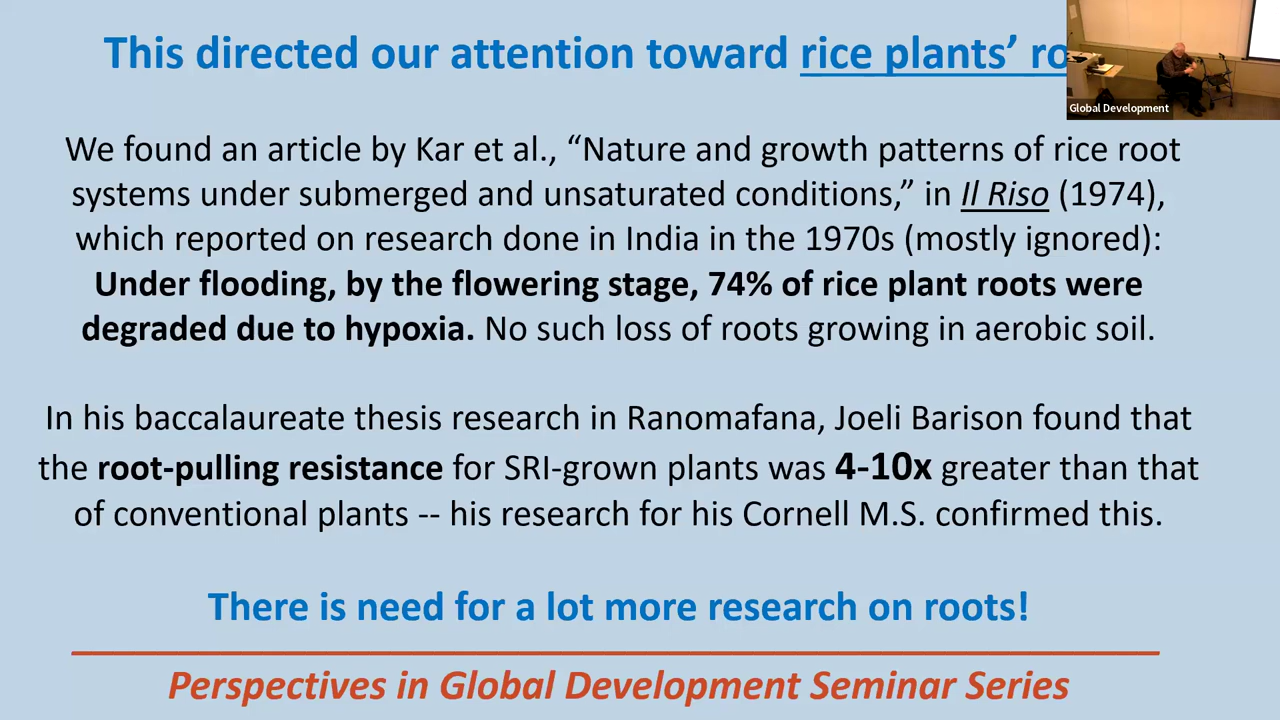 This directed our attention toward rice plants’
Global Development
We found an article by Kar et al., “Nature and growth patterns of rice root
systems under submerged and unsaturated conditions,” in Il Riso (1974),
which reported on research done in India in the 1970s (mostly ignored):
Under flooding, by the flowering stage, 74% of rice plant roots were
degraded due to hypoxia. No such loss of roots growing in aerobic soil.
In his baccalaureate thesis research in Ranomafana, Joeli Barison found that
the root-pulling resistance for SRI-grown plants was 4-10x greater than that
of conventional plants -- his research for his Cornell M.S. confirmed this.
There is need for a lot more research on roots!
Perspectives in Global Development Seminar Series